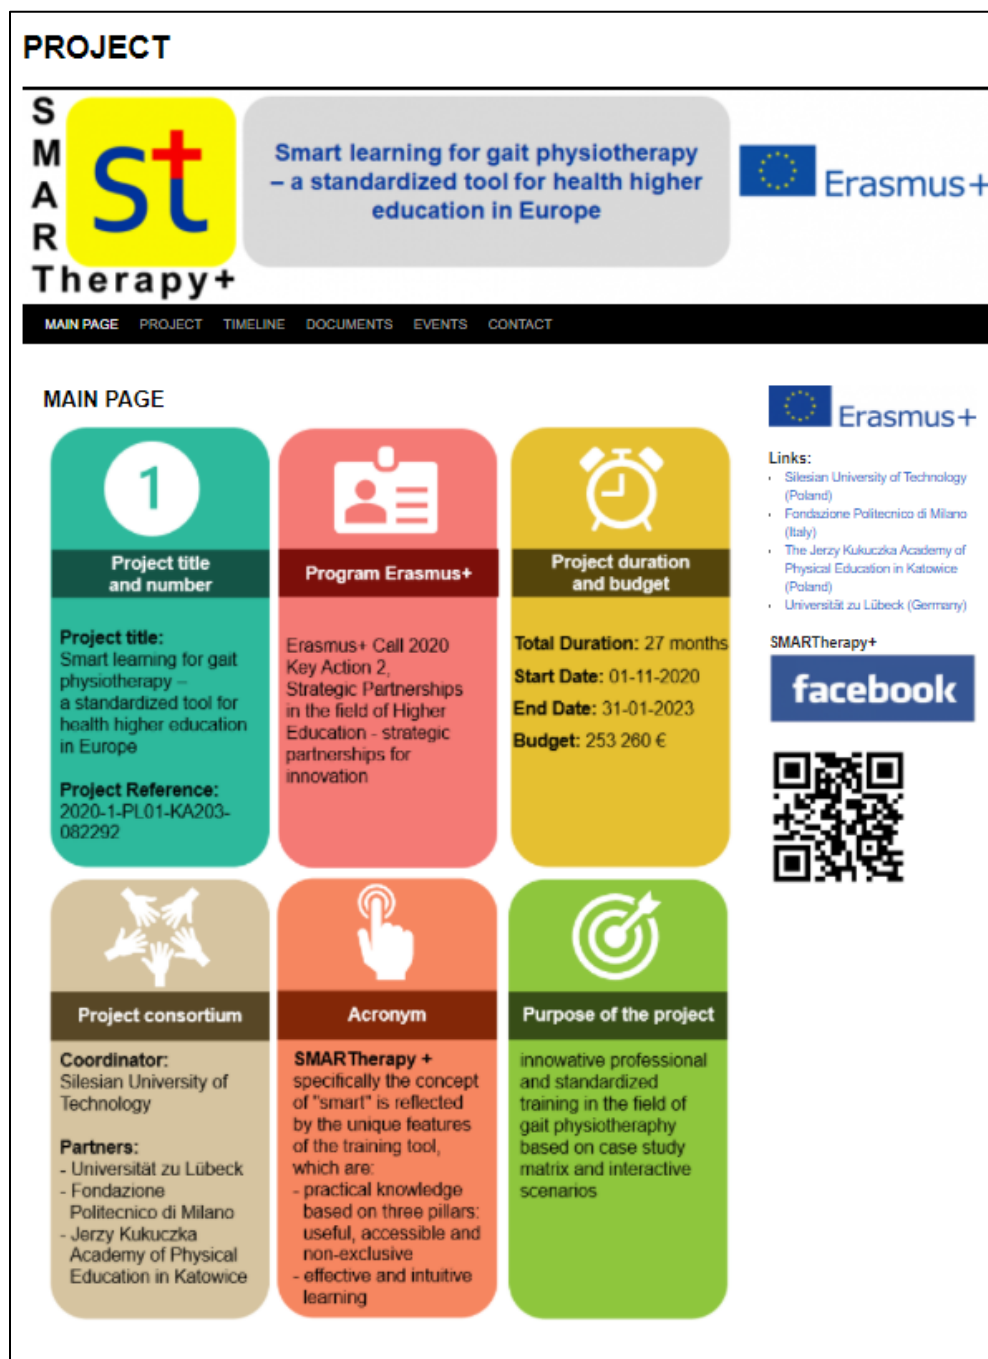 PROJECT
S
M
A
R
Therapy+
st
Smart learning for gait physiotherapy
– a standardized tool for health higher
education in Europe
Erasmus+
MAIN PAGE PROJECT TIMELINE DOCUMENTS EVENTS CONTACT
MAIN PAGE
1
Project title
and number
Project title:
Smart learning for gait
physiotherapy –
a standardized tool for
health higher education
in Europe
Project Reference:
2020-1-PL01-KA203-
082292
Program Erasmus+
Erasmus+ Call 2020
Key Action 2,
Strategic Partnerships
in the field of Higher
Education - strategic
partnerships for
innovation
Project duration
and budget
Total Duration: 27 months
Start Date: 01-11-2020
End Date: 31-01-2023
Budget: 253 260 €
Project consortium
Coordinator:
Silesian University of
Technology
Partners:
- Universität zu Lübeck
- Fondazione
Politecnico di Milano
- Jerzy Kukuczka
Academy of Physical
Education in Katowice
Acronym
SMARTherapy +
specifically the concept
of "smart" is reflected
by the unique features
of the training tool,
which are:
- practical knowledge
based on three pillars:
useful, accessible and
non-exclusive
- effective and intuitive
learning
Purpose of the project
innowative professional
and standardized
training in the field of
gait physiotheraphy
based on case study
matrix and interactive
scenarios
Erasmus+
Links:
Silesian University of Technology
(Poland)
Fondazione Politecnico di Milano
(Italy)
The Jerzy Kukuczka Academy of
Physical Education in Katowice
(Poland)
Universität zu Lübeck (Germany)
SMARTherapy+
facebook